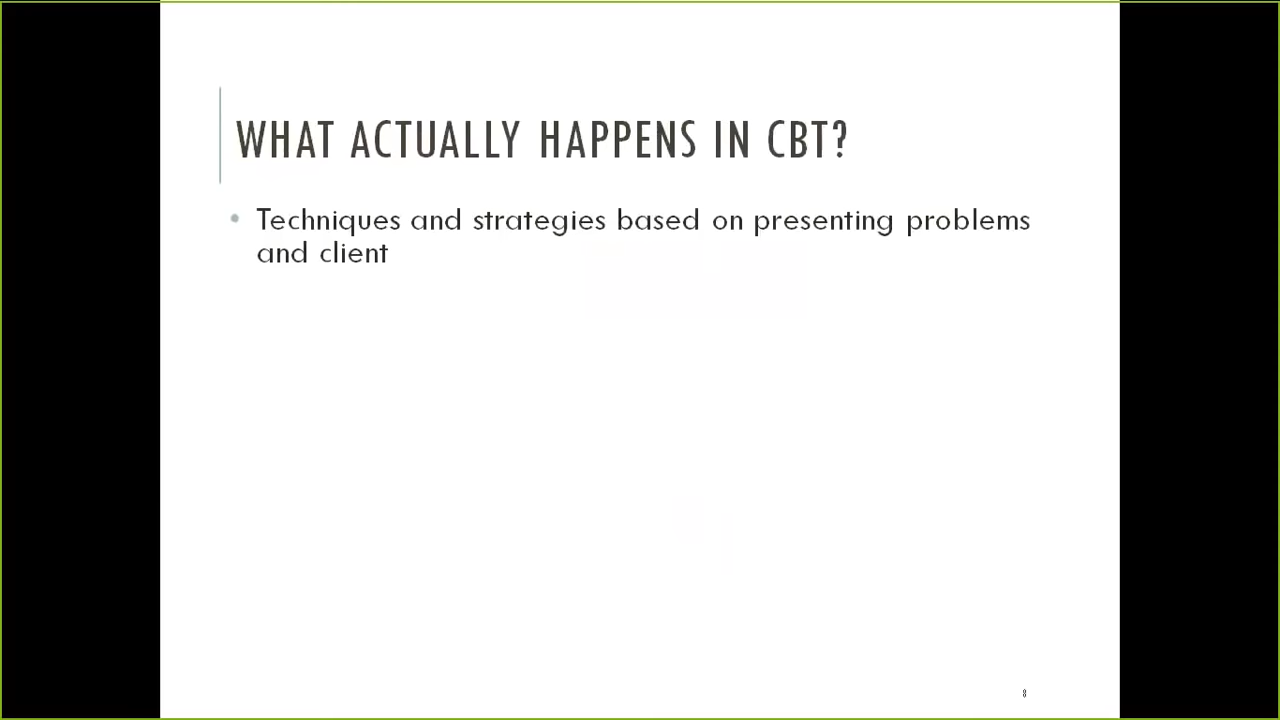 WHAT ACTUALLY HAPPENS IN CBT?
• Techniques and strategies based on presenting problems
and client
8